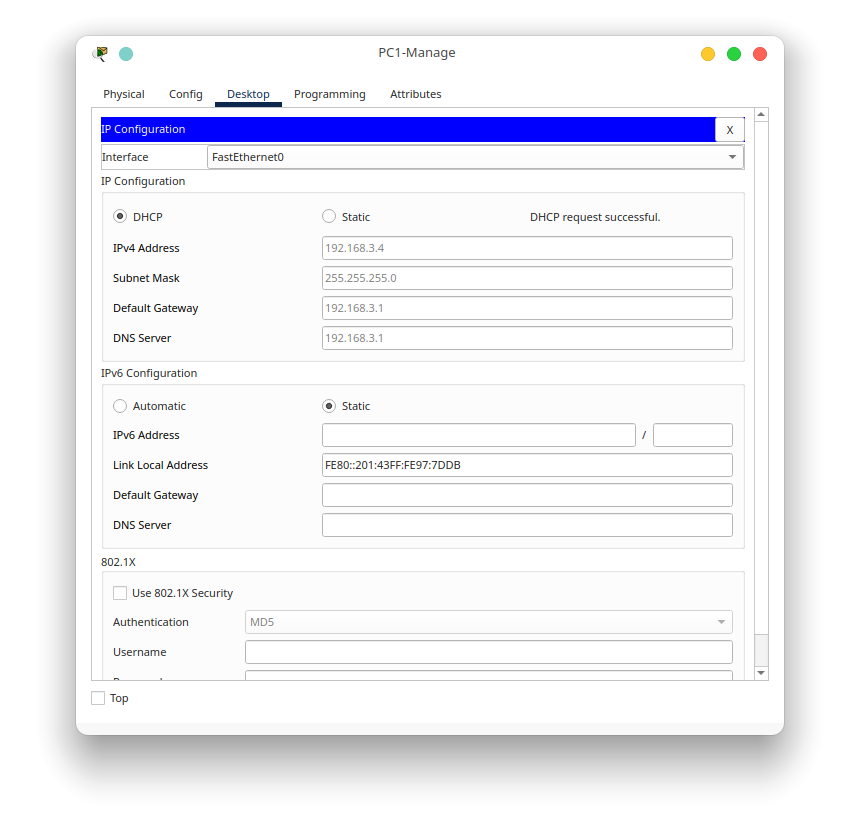 PC1-Manage
Physical Config Desktop Programming Attributes
IP Configuration X
Interface FastEthernet0
IP Configuration
DHCP Static DHCP request successful.
IPv4 Address 192.168.3.4
Subnet Mask 255.255.255.0
Default Gateway 192.168.3.1
DNS Server 192.168.3.1
IPv6 Configuration
Automatic Static
IPv6 Address /
Link Local Address FE80::201:43FF:FE97:7DDB
Default Gateway
DNS Server
802.1X
Use 802.1X Security
Authentication MD5
Username
Top